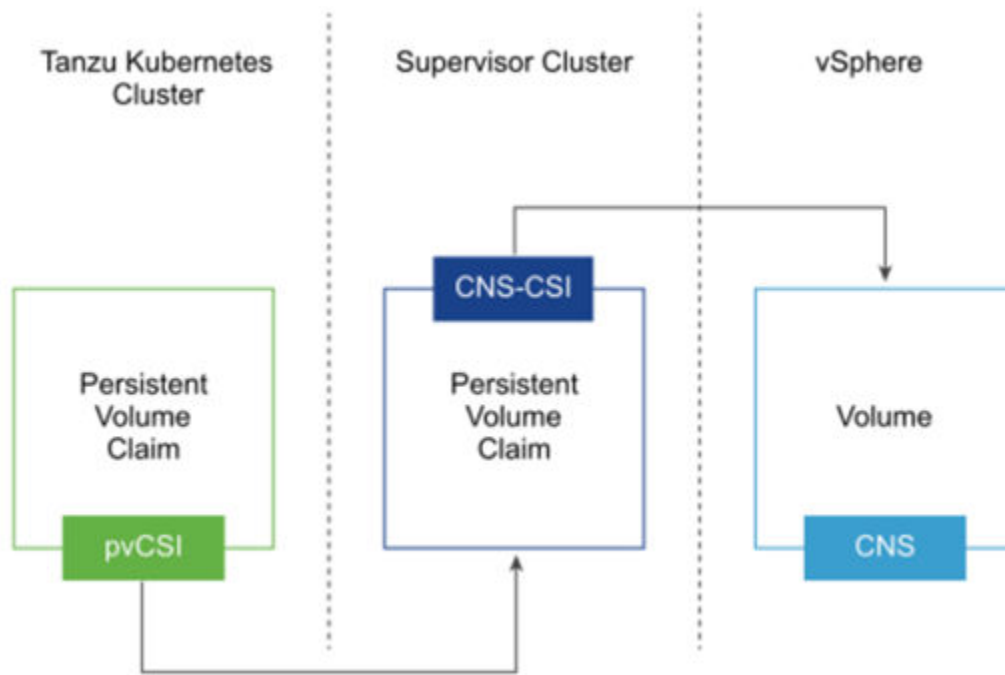 Tanzu Kubernetes
Cluster
Supervisor Cluster
vSphere
Persistent
Volume
Claim
pvCSI
CNS-CSI
Persistent
Volume
Claim
Volume
CNS